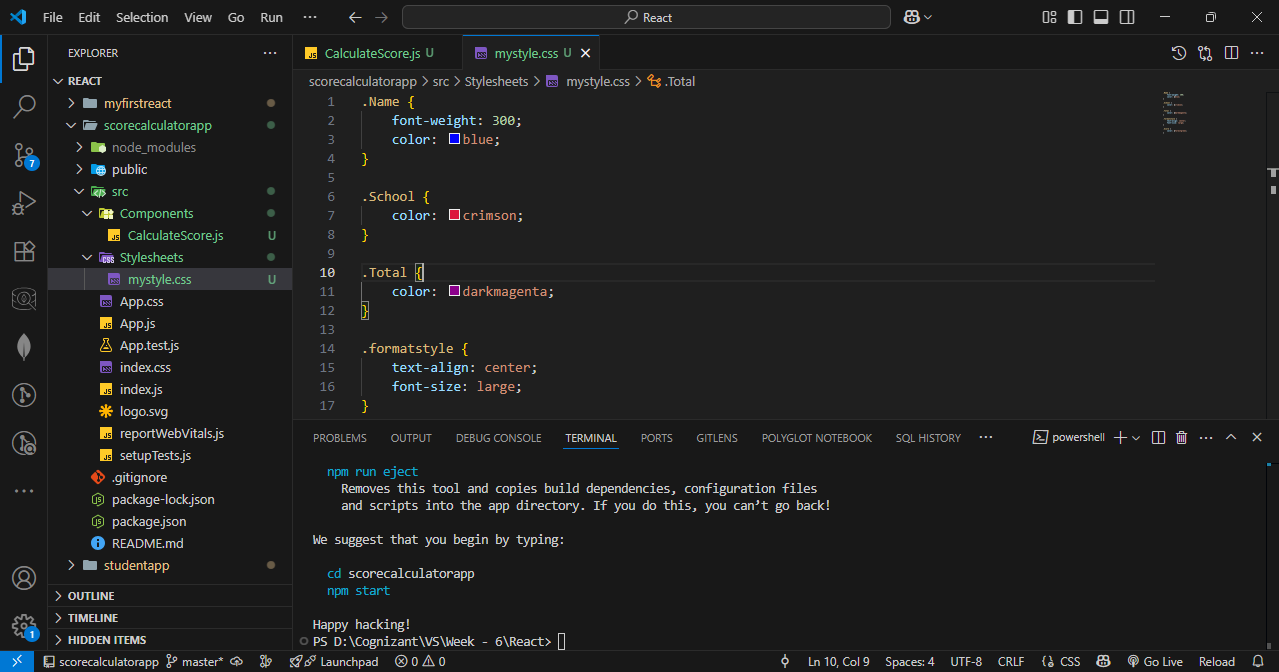 File Edit Selection View Go Run ··· React
EXPLORER ···
REACT
myfirstreact
scorecalculatorapp
node_modules
public
src
Components
CalculateScore.js U
Stylesheets
mystyle.css U
App.css
App.js
App.test.js
index.css
index.js
logo.svg
reportWebVitals.js
setupTests.js
.gitignore
package-lock.json
package.json
README.md
studentapp
OUTLINE
TIMELINE
HIDDEN ITEMS
7
1
CalculateScore.js U mystyle.css U
scorecalculatorapp > src > Stylesheets > mystyle.css > .Total
1 .Name {
2 font-weight: 300;
3 color: blue;
4 }
5
6 .School {
7 color: crimson;
8 }
9
10 .Total {
11 color: darkmagenta;
12 }
13
14 .formatstyle {
15 text-align: center;
16 font-size: large;
17 }
PROBLEMS OUTPUT DEBUG CONSOLE TERMINAL PORTS GITLENS POLYGLOT NOTEBOOK SQL HISTORY ··· powershell
npm run eject
Removes this tool and copies build dependencies, configuration files
and scripts into the app directory. If you do this, you can’t go back!
We suggest that you begin by typing:
cd scorecalculatorapp
npm start
Happy hacking!
PS D:\Cognizant\VS\Week - 6\React>
scorecalculatorapp master* Launchpad 0 0 Ln 10, Col 9 Spaces: 4 UTF-8 CRLF {} CSS Go Live Reload